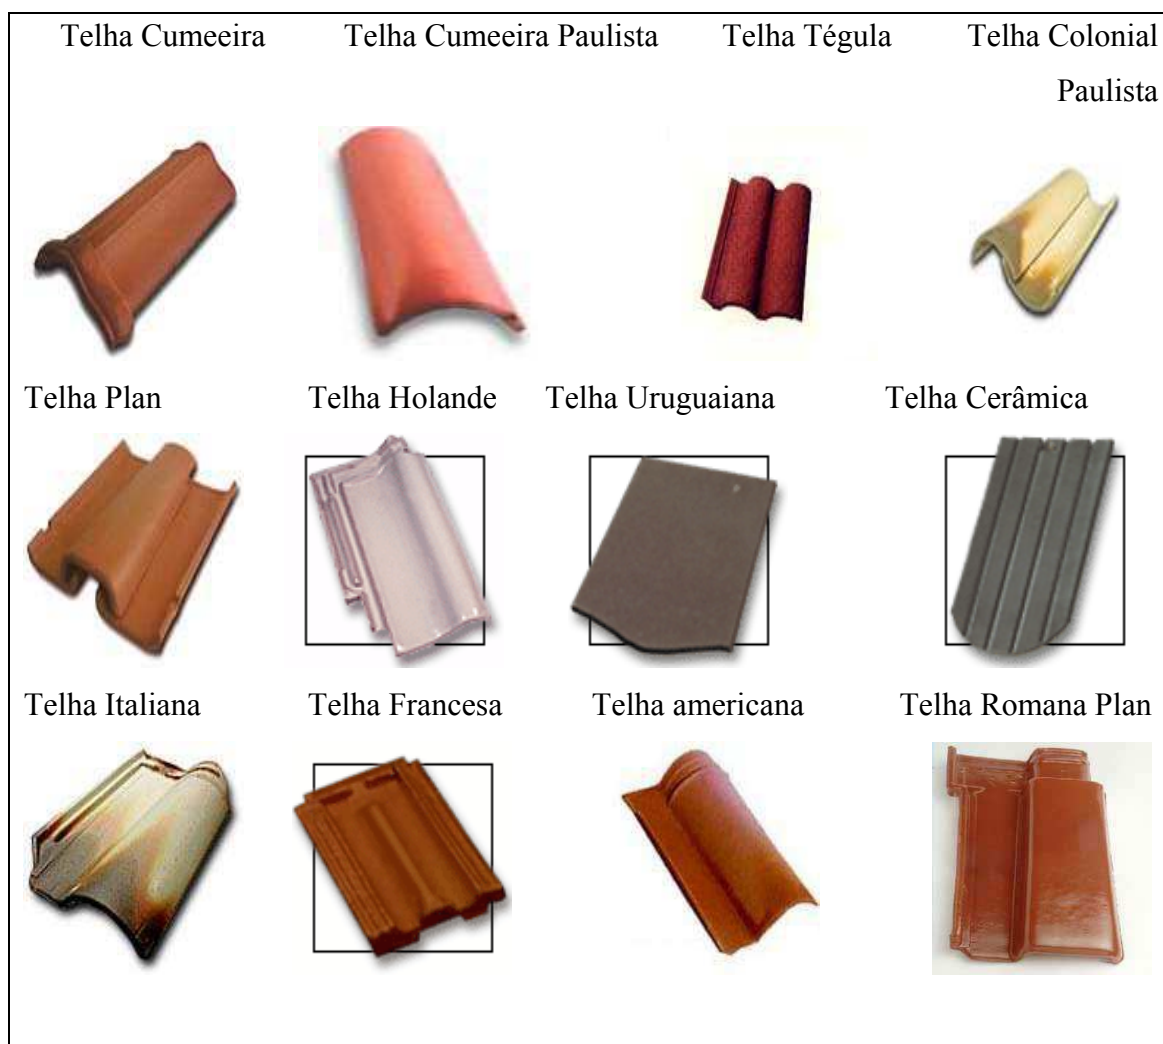 Telha Cumeeira Telha Cumeeira Paulista Telha Tégula Telha Colonial
Paulista
Telha Plan Telha Holande Telha Uruguaiana Telha Cerâmica
Telha Italiana Telha Francesa Telha americana Telha Romana Plan